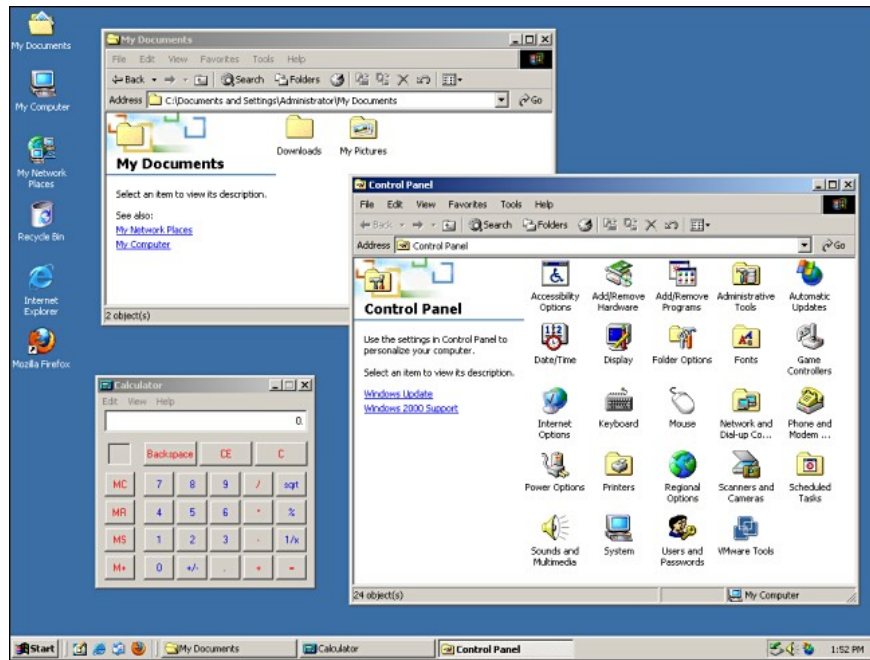 My Documents
My Computer
My Network
Places
Recycle Bin
Internet
Explorer
Mozilla Firefox
My Documents
File Edit View Favorites Tools Help
Back Search Folders
Address C:\Documents and Settings\Administrator\My Documents Go
My Documents
Select an item to view its description.
See also:
My Network Places
My Computer
Downloads My Pictures
2 object(s)
Control Panel
File Edit View Favorites Tools Help
Back Search Folders
Address Control Panel Go
Control Panel
Use the settings in Control Panel to
personalize your computer.
Select an item to view its description.
Windows Update
Windows 2000 Support
Accessibility
Options
Add/Remove
Hardware
Add/Remove
Programs
Administrative
Tools
Automatic
Updates
Date/Time
Display
Folder Options
Fonts
Game
Controllers
Internet
Options
Keyboard
Mouse
Network and
Dial-up Co...
Phone and
Modem ...
Power Options
Printers
Regional
Options
Scanners and
Cameras
Scheduled
Tasks
Sounds and
Multimedia
System
Users and
Passwords
VMware Tools
24 object(s) My Computer
Calculator
Edit View Help
0.
Backspace CE C
MC 7 8 9 / sqrt
MR 4 5 6 * %
MS 1 2 3 - 1/x
M+ 0 +/- . + =
Start My Documents Calculator Control Panel 1:52 PM